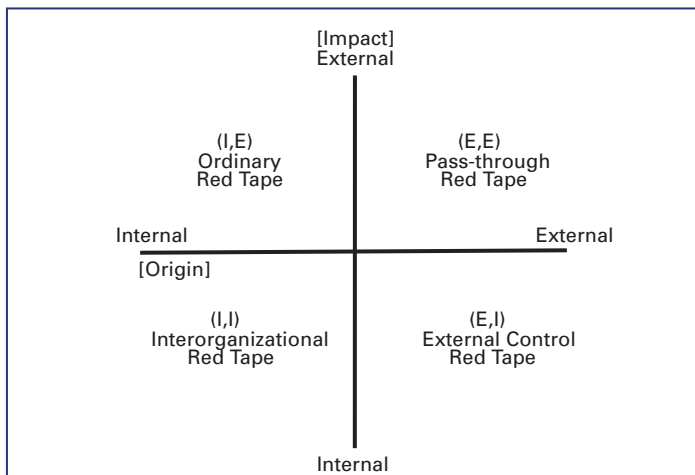 [Impact]
External
(I,E)
Ordinary
Red Tape
(E,E)
Pass-through
Red Tape
Internal
External
[Origin]
(I,I)
Interorganizational
Red Tape
(E,I)
External Control
Red Tape
Internal